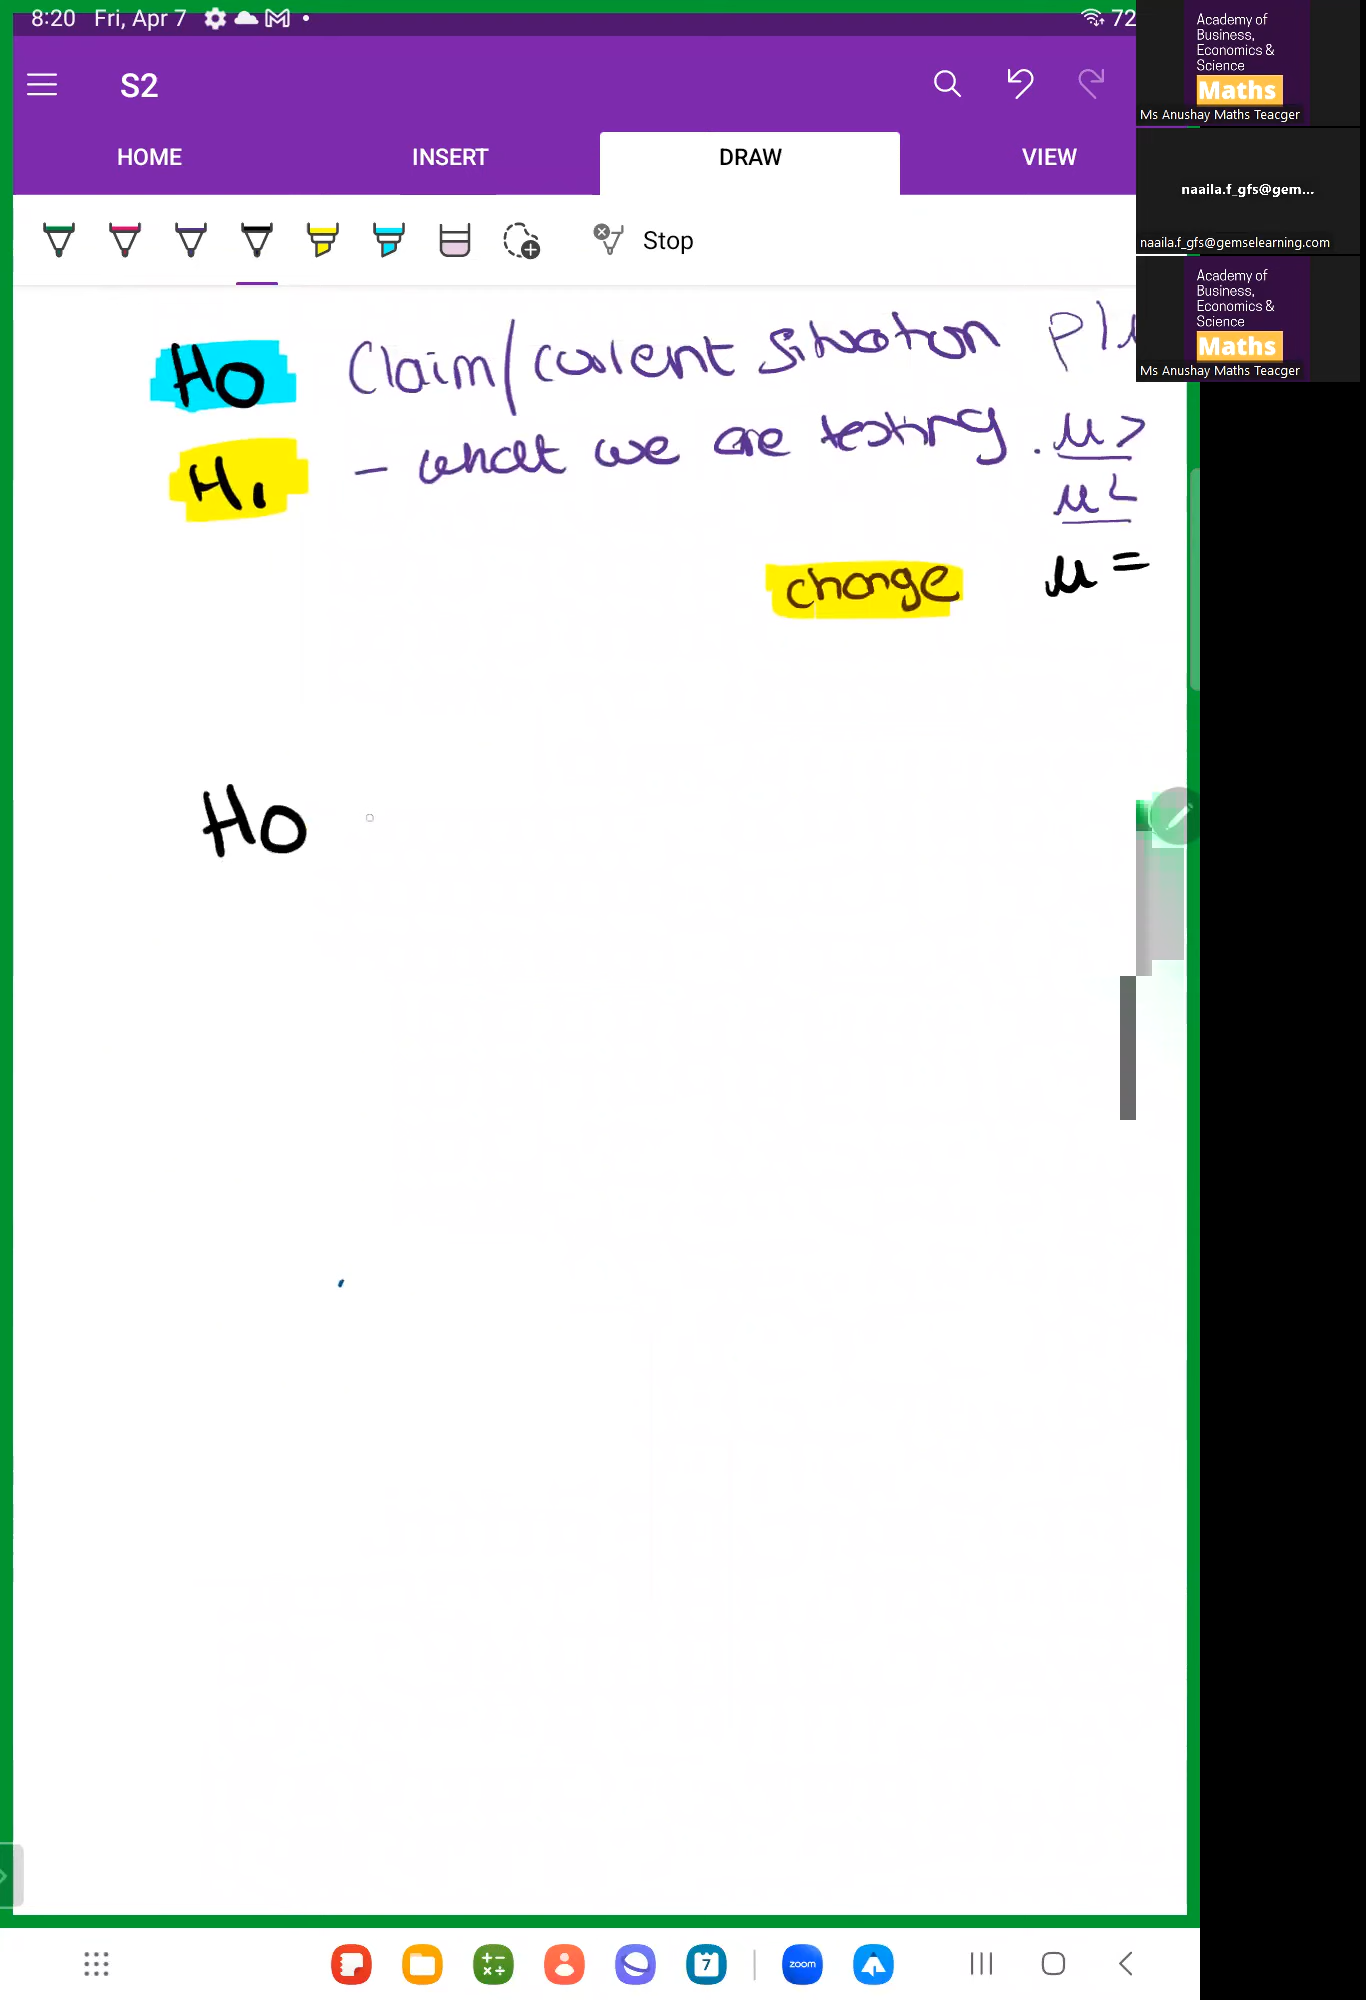 8:20 Fri, Apr 7 72
S2
HOME INSERT DRAW VIEW
Stop
Academy of
Business,
Economics &
Science
Maths
Ms Anushay Maths Teacger
naaila.f_gfs@gem...
naaila.f_gfs@gemselearning.com
Academy of
Business,
Economics &
Science
Maths
Ms Anushay Maths Teacger
H0 Claim/current situation
H1 - what we are testing. μ >
μ <
change μ =
H0
7
zoom